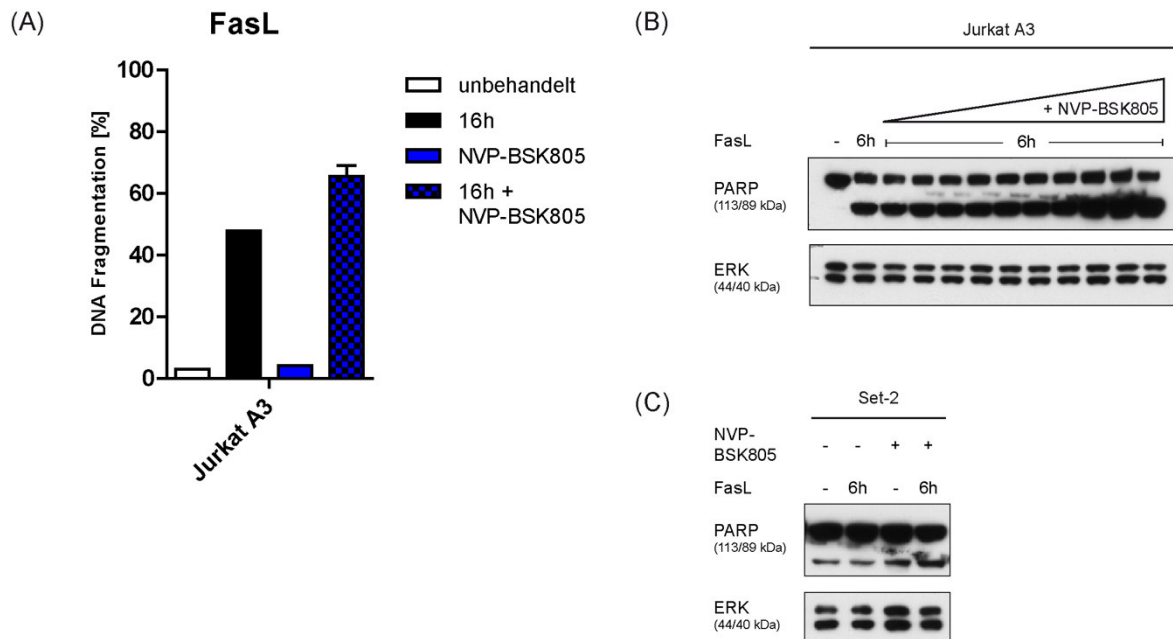 (A)
FasL
DNA Fragmentation [%]
100
80
60
40
20
0
Jurkat A3
unbehandelt
16h
NVP-BSK805
16h +
NVP-BSK805
(B)
Jurkat A3
+ NVP-BSK805
FasL - 6h 6h
PARP
(113/89 kDa)
ERK
(44/40 kDa)
(C)
Set-2
NVP-
BSK805 - - + +
FasL - 6h - 6h
PARP
(113/89 kDa)
ERK
(44/40 kDa)